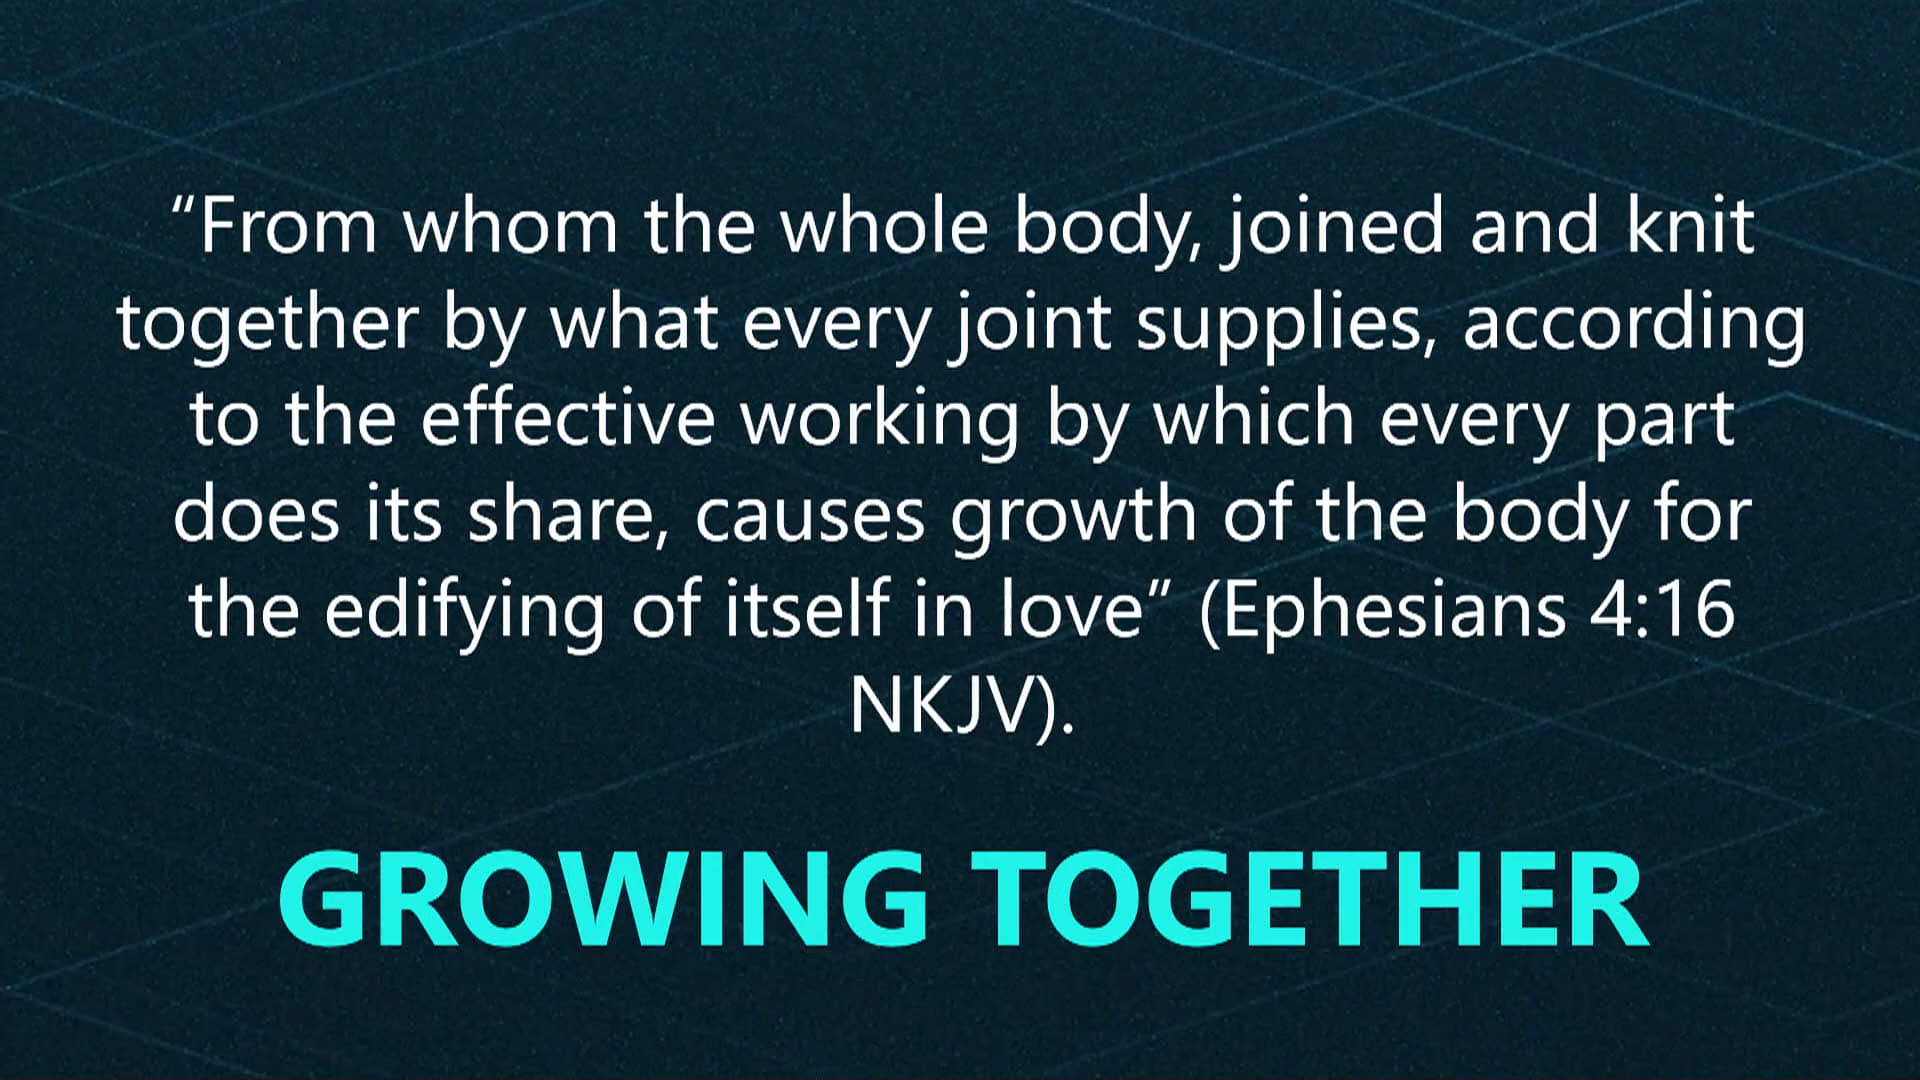 “From whom the whole body, joined and knit
together by what every joint supplies, according
to the effective working by which every part
does its share, causes growth of the body for
the edifying of itself in love” (Ephesians 4:16
NKJV).
GROWING TOGETHER